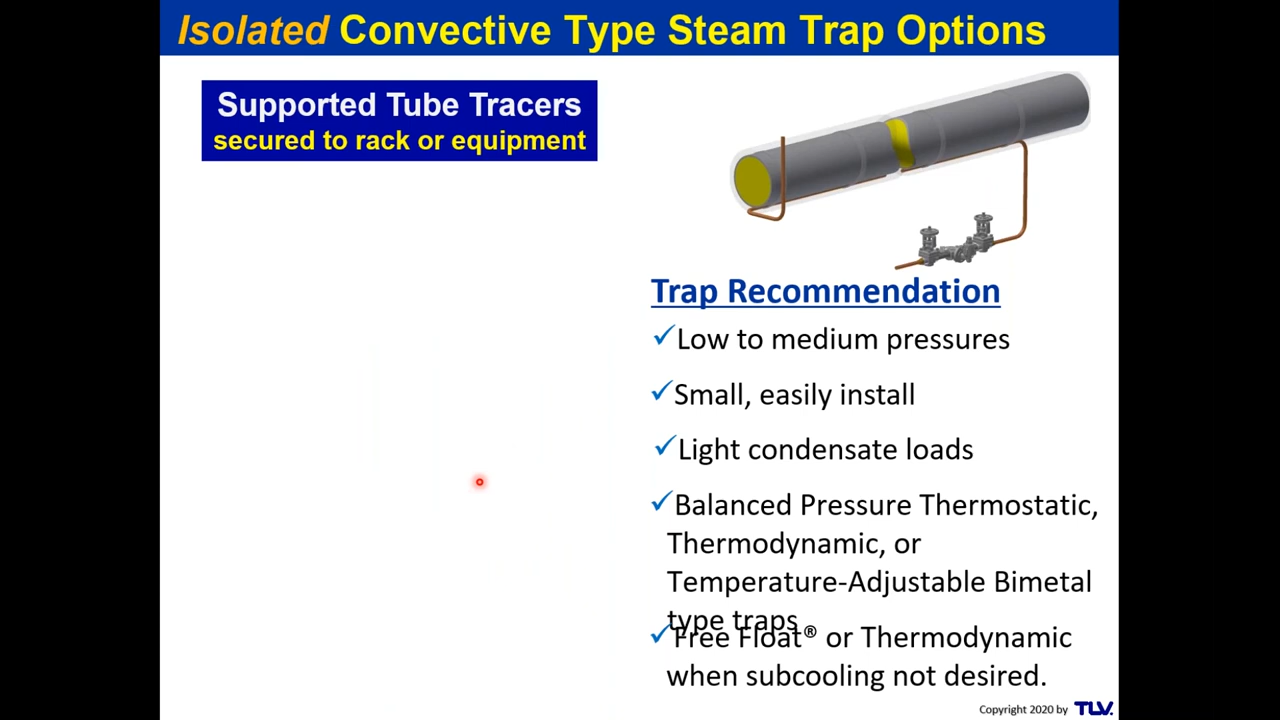 Isolated Convective Type Steam Trap Options
Supported Tube Tracers
secured to rack or equipment
Trap Recommendation
✓Low to medium pressures
✓Small, easily install
✓Light condensate loads
✓Balanced Pressure Thermostatic,
Thermodynamic, or
Temperature-Adjustable Bimetal
type traps
✓Free Float® or Thermodynamic
when subcooling not desired.
Copyright 2020 by TLV.